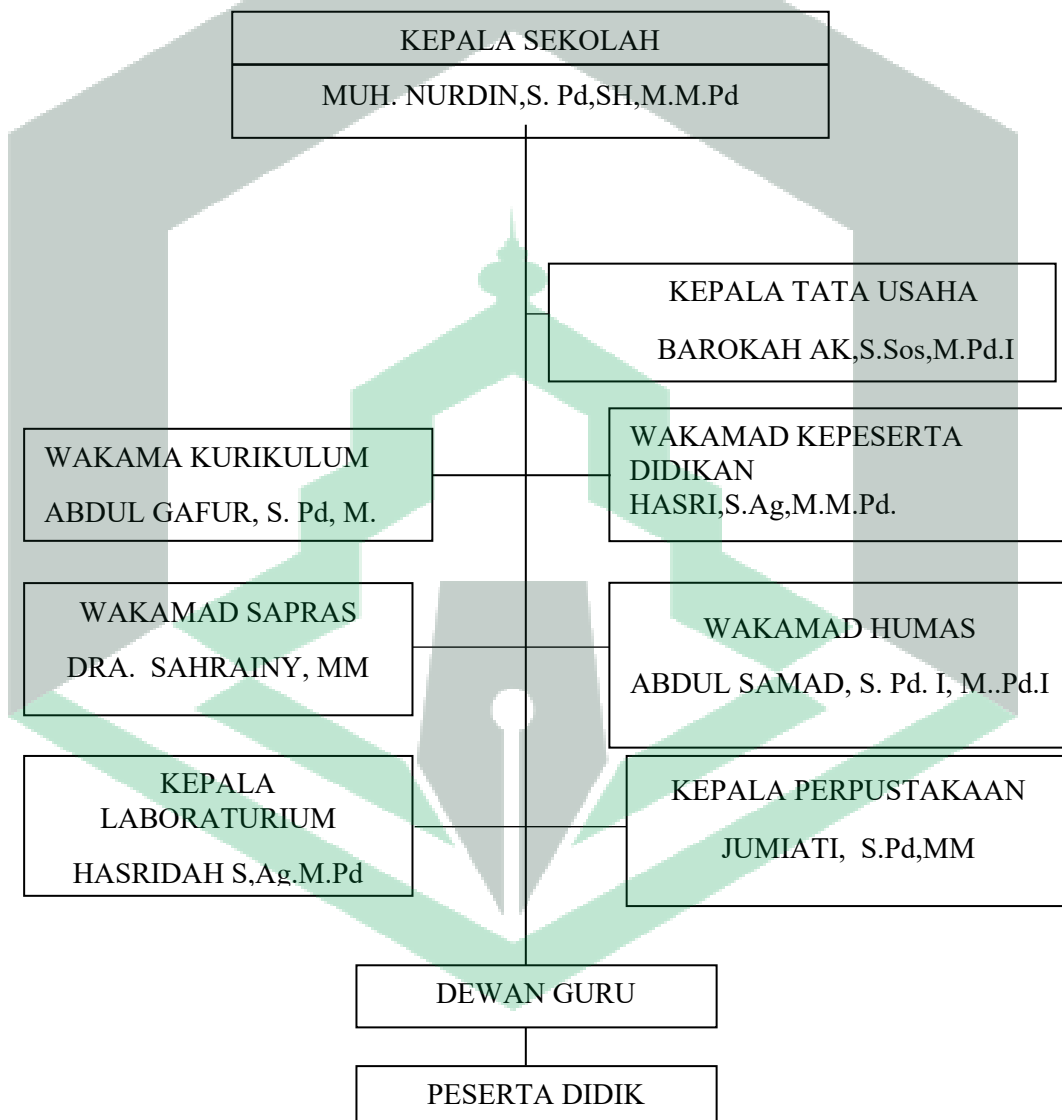 KEPALA SEKOLAH
MUH. NURDIN,S. Pd,SH,M.M.Pd
KEPALA TATA USAHA
BAROKAH AK,S.Sos,M.Pd.I
WAKAMA KURIKULUM
ABDUL GAFUR, S. Pd, M.
WAKAMAD KEPESERTA
DIDIKAN
HASRI,S.Ag,M.M.Pd.
WAKAMAD SAPRAS
DRA. SAHRAINY, MM
WAKAMAD HUMAS
ABDUL SAMAD, S. Pd. I, M..Pd.I
KEPALA
LABORATURIUM
HASRIDAH S,Ag.M.Pd
KEPALA PERPUSTAKAAN
JUMIATI, S.Pd,MM
DEWAN GURU
PESERTA DIDIK